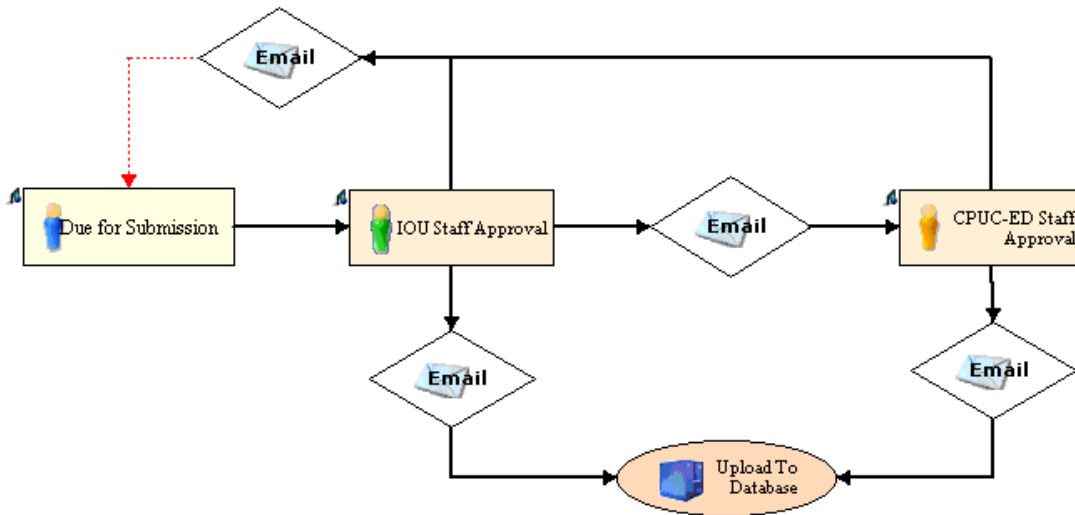 Email
Due for Submission
IOU Staff Approval
Email
CPUC-ED Staff
Approval
Email
Email
Upload To
Database